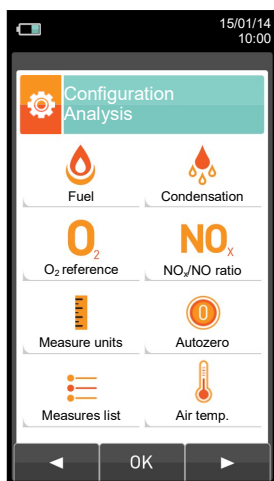 15/01/14
10:00
Configuration
Analysis
Fuel
Condensation
O₂
NOₓ
O₂ reference
NOₓ/NO ratio
0
Measure units
Autozero
Measures list
Air temp.
OK